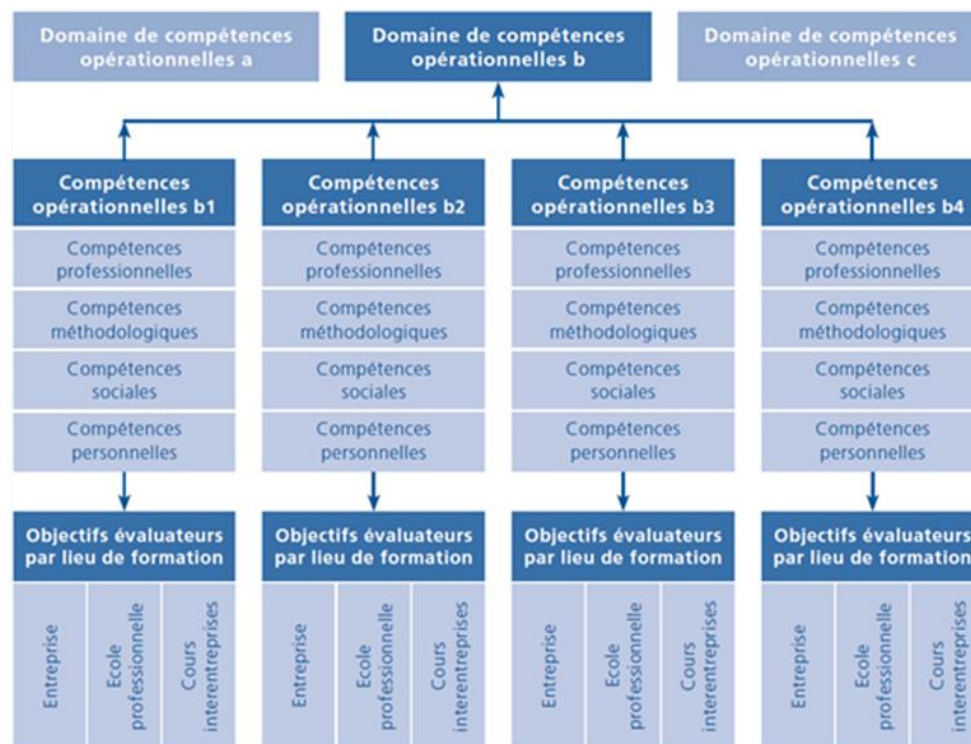 Domaine de compétences
opérationnelles a
Domaine de compétences
opérationnelles b
Domaine de compétences
opérationnelles c
Compétences
opérationnelles b1
Compétences
opérationnelles b2
Compétences
opérationnelles b3
Compétences
opérationnelles b4
Compétences
professionnelles
Compétences
professionnelles
Compétences
professionnelles
Compétences
professionnelles
Compétences
méthodologiques
Compétences
méthodologiques
Compétences
méthodologiques
Compétences
méthodologiques
Compétences
sociales
Compétences
sociales
Compétences
sociales
Compétences
sociales
Compétences
personnelles
Compétences
personnelles
Compétences
personnelles
Compétences
personnelles
Objectifs évaluateurs
par lieu de formation
Objectifs évaluateurs
par lieu de formation
Objectifs évaluateurs
par lieu de formation
Objectifs évaluateurs
par lieu de formation
Entreprise
Ecole
professionnelle
Cours
interentreprises
Entreprise
Ecole
professionnelle
Cours
interentreprises
Entreprise
Ecole
professionnelle
Cours
interentreprises
Entreprise
Ecole
professionnelle
Cours
interentreprises